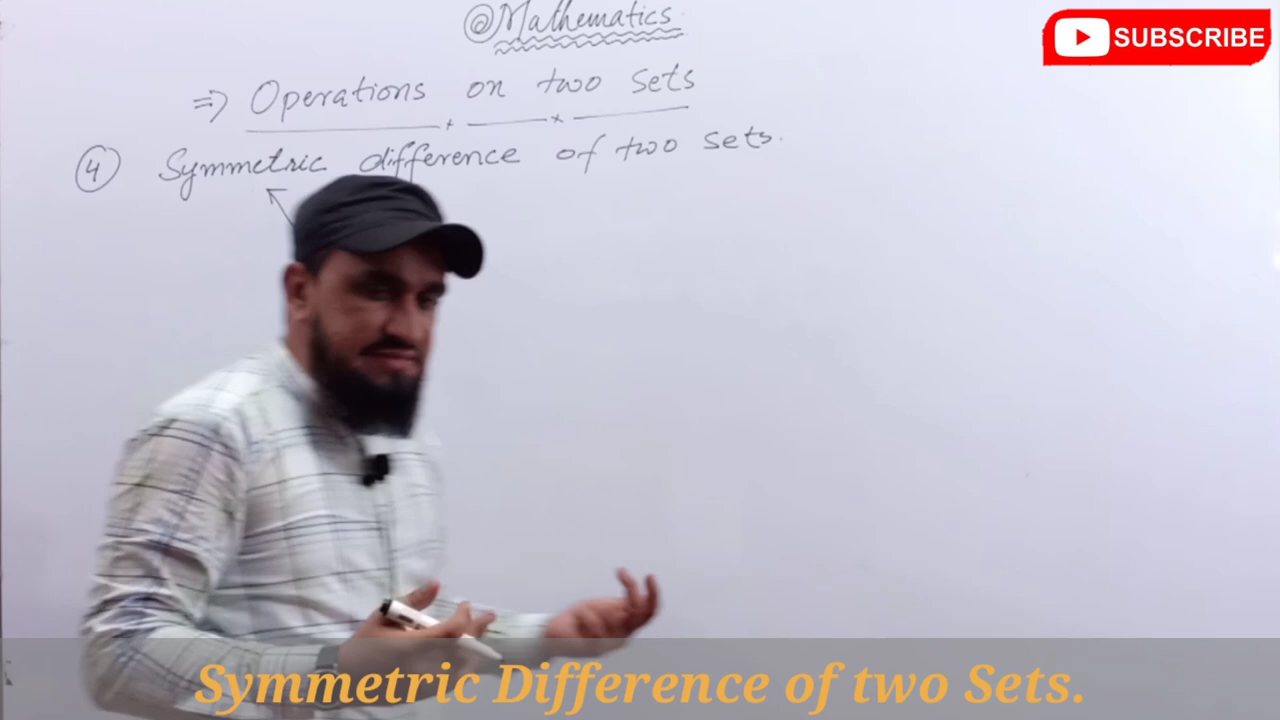 @Mathematics
SUBSCRIBE
⇒ Operations on two sets
④ Symmetric difference of two sets.
Symmetric Difference of two Sets.